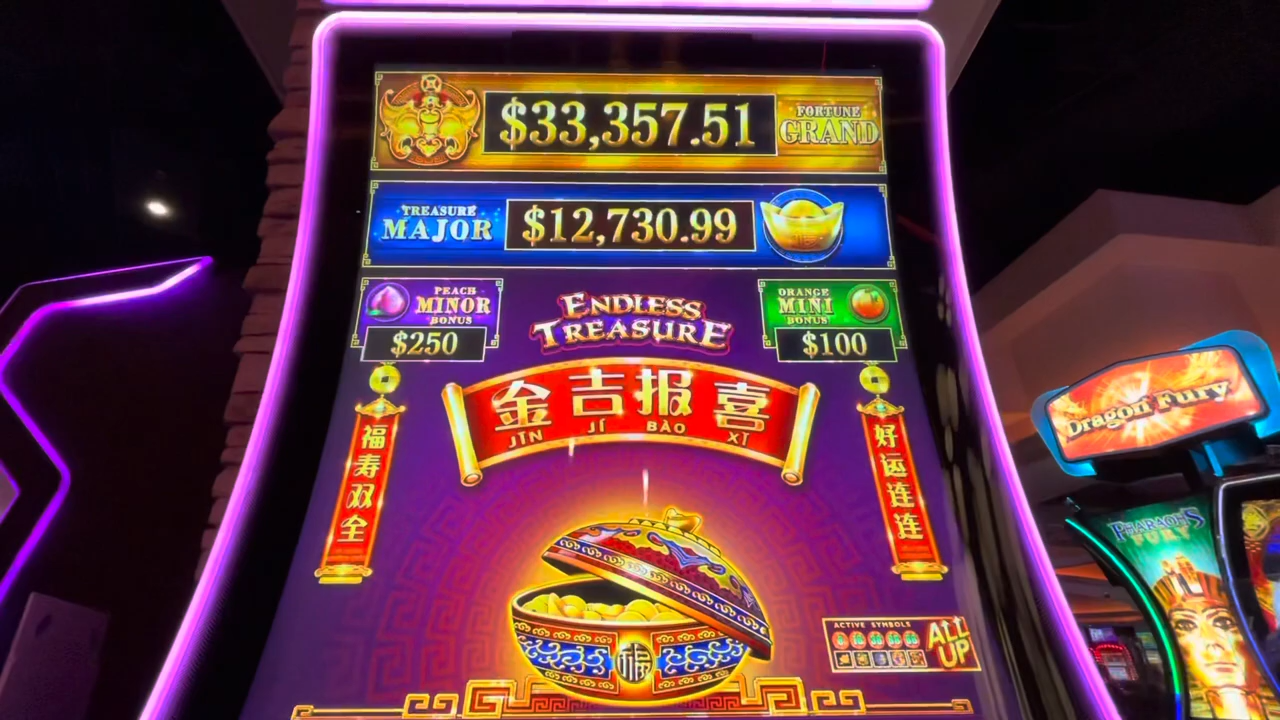 $33,357.51
FORTUNE
GRAND
TREASURE
MAJOR
$12,730.99
PEACH
MINOR
BONUS
$250
ENDLESS
TREASURE
ORANGE
MINI
BONUS
$100
金吉报喜
JĪN JÍ BÀO XǏ
福寿双全
好运连连
ACTIVE SYMBOLS
ALL
UP
福
Dragon Fury
PHARAOH'S
FURY